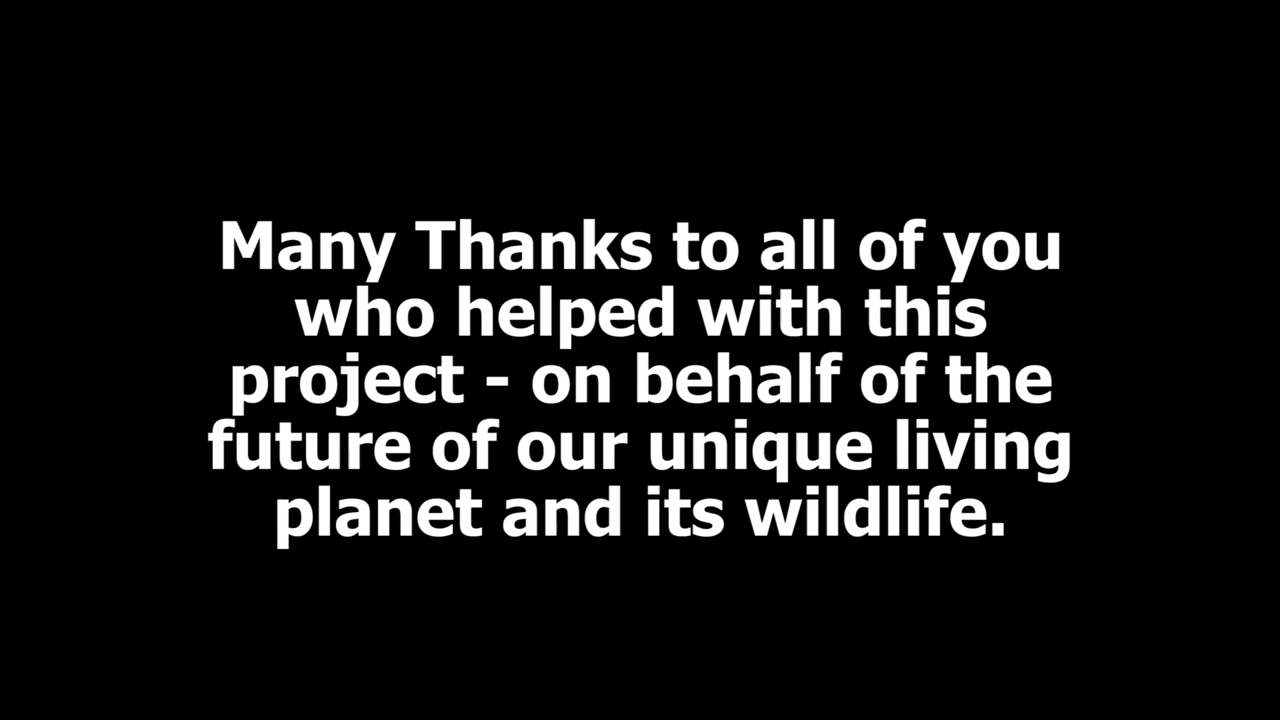 Many Thanks to all of you
who helped with this
project - on behalf of the
future of our unique living
planet and its wildlife.